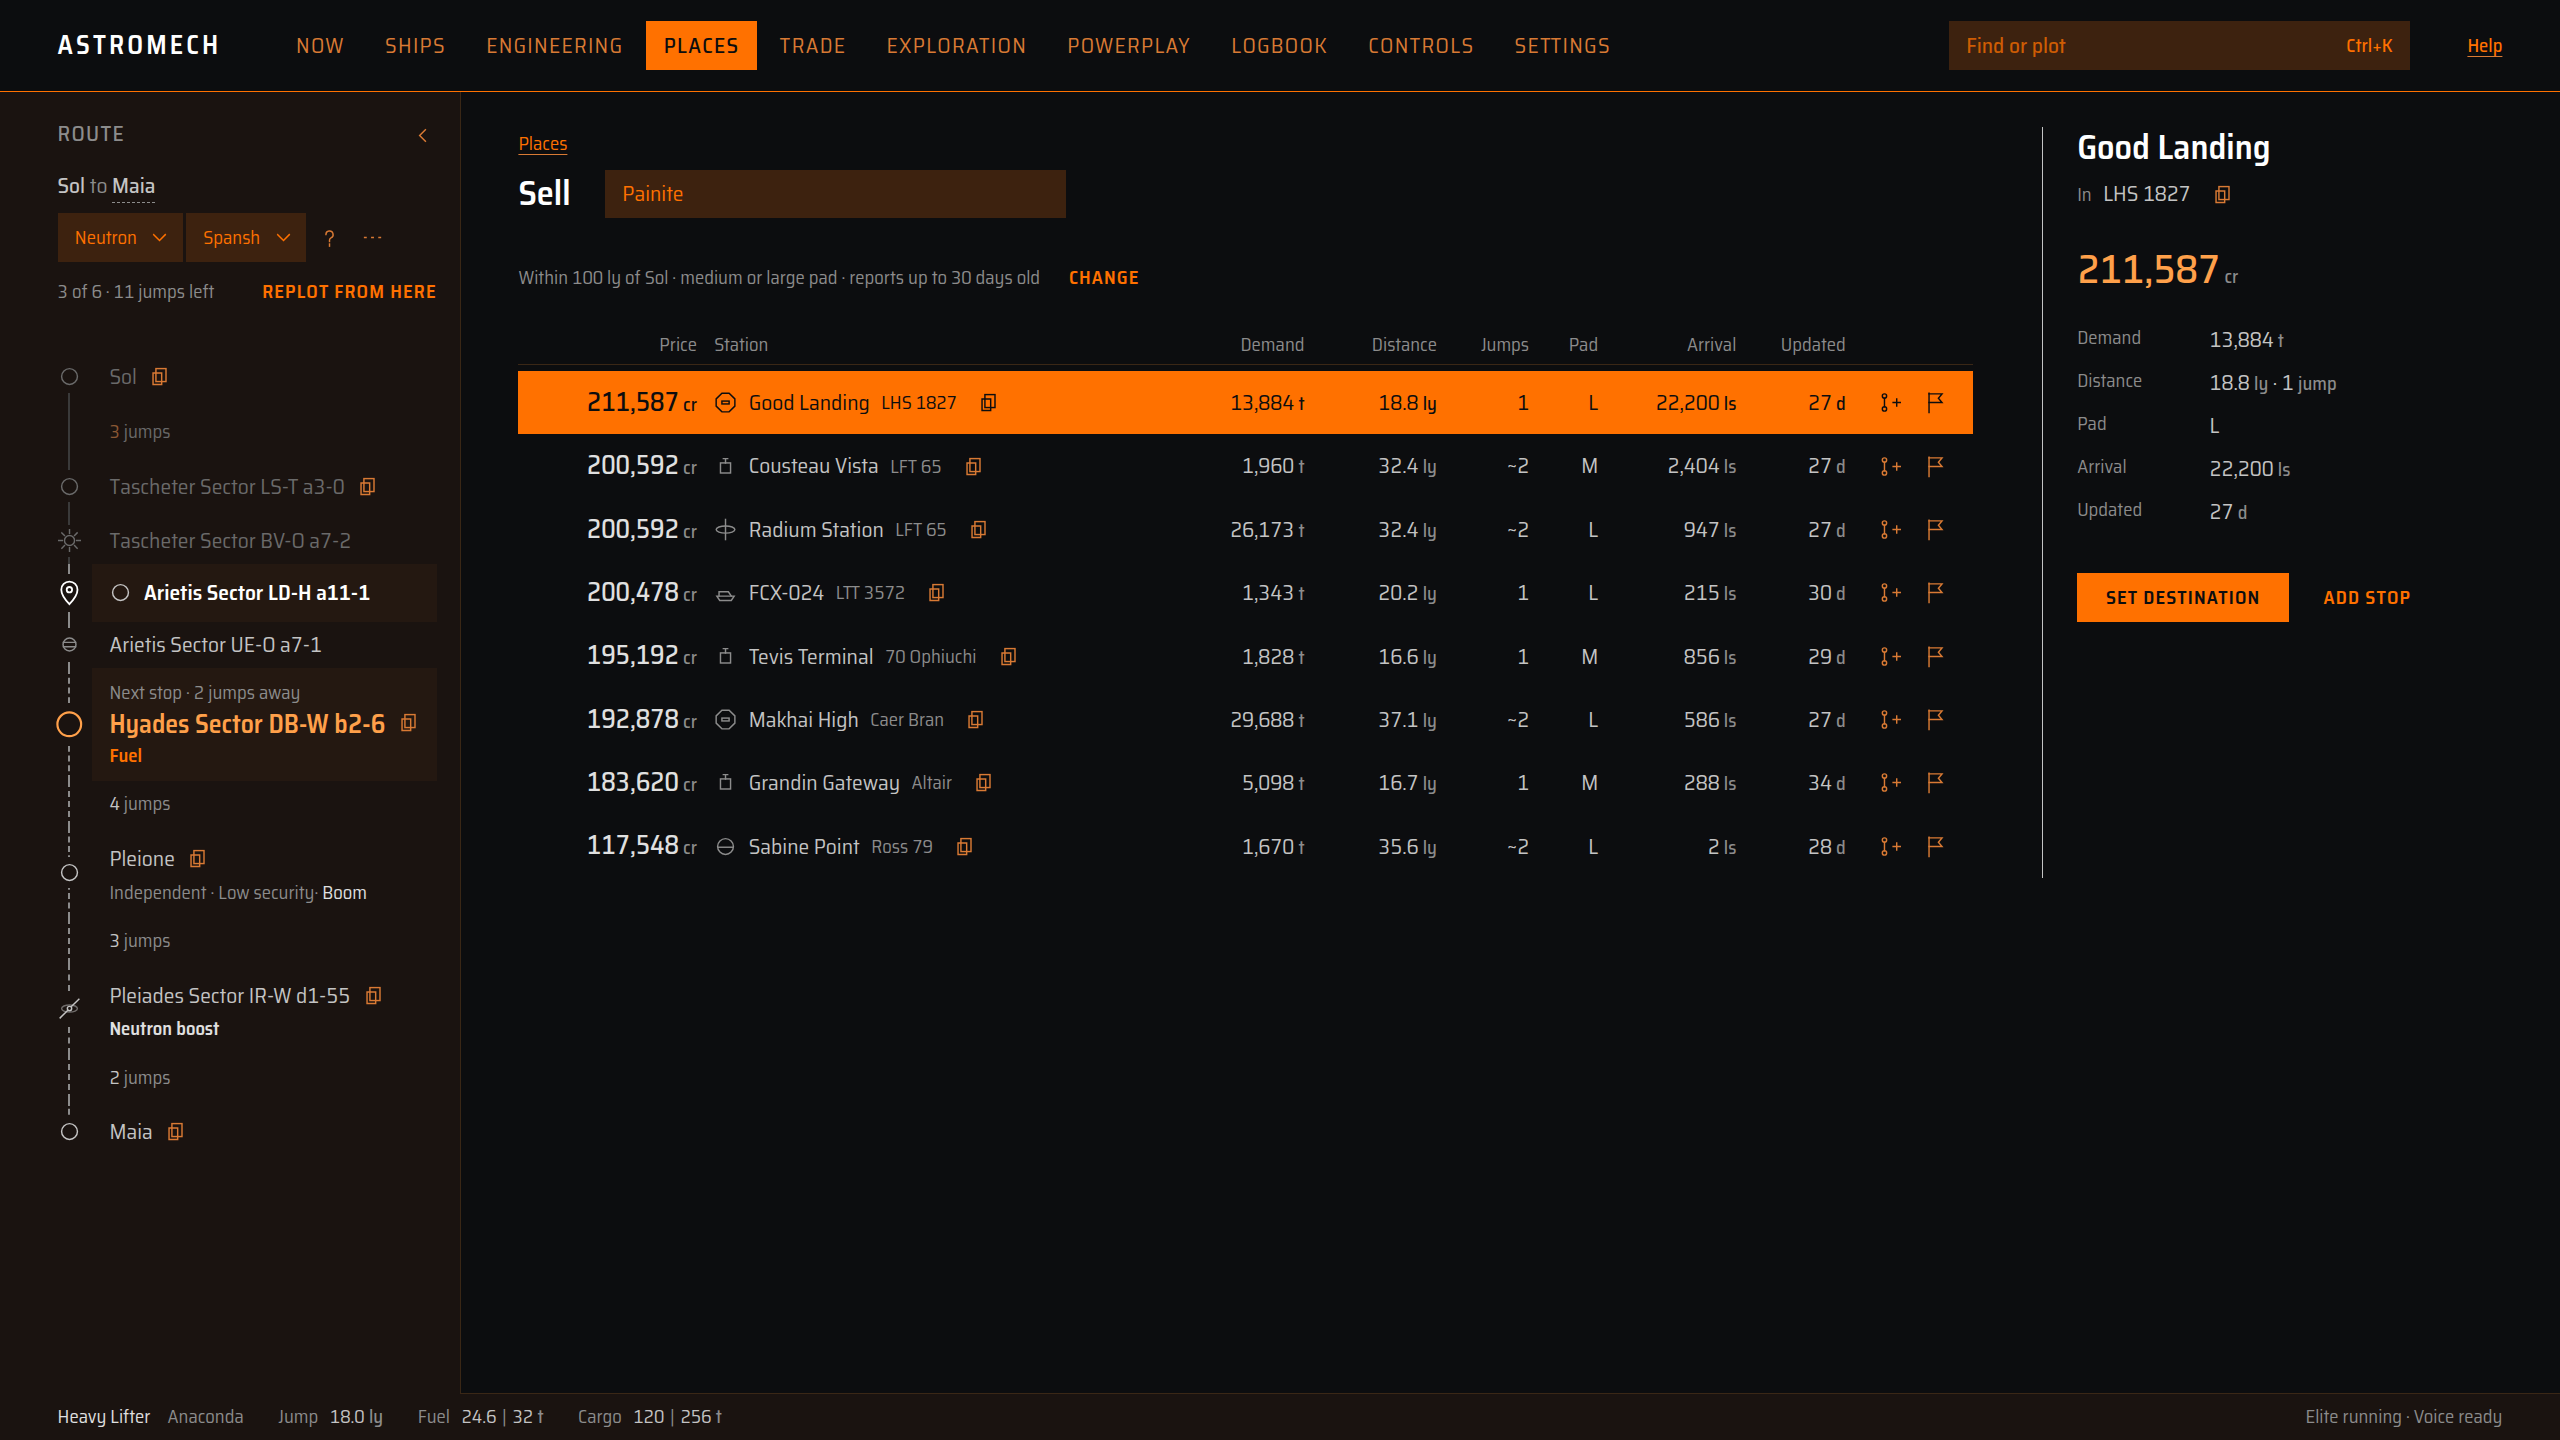 ASTROMECH NOW SHIPS ENGINEERING PLACES TRADE EXPLORATION POWERPLAY LOGBOOK CONTROLS SETTINGS Find or plot Ctrl+K Help
ROUTE
Sol to Maia
Neutron Spansh ? ···
3 of 6 · 11 jumps left REPLOT FROM HERE
Sol
3 jumps
Tascheter Sector LS-T a3-0
Tascheter Sector BV-O a7-2
Arietis Sector LD-H a11-1
Arietis Sector UE-O a7-1
Next stop · 2 jumps away
Hyades Sector DB-W b2-6
Fuel
4 jumps
Pleione
Independent · Low security · Boom
3 jumps
Pleiades Sector IR-W d1-55
Neutron boost
2 jumps
Maia
Places
Sell Painite
Within 100 ly of Sol · medium or large pad · reports up to 30 days old CHANGE
Price Station Demand Distance Jumps Pad Arrival Updated
211,587 cr Good Landing LHS 1827 13,884 t 18.8 ly 1 L 22,200 ls 27 d
200,592 cr Cousteau Vista LFT 65 1,960 t 32.4 ly ~2 M 2,404 ls 27 d
200,592 cr Radium Station LFT 65 26,173 t 32.4 ly ~2 L 947 ls 27 d
200,478 cr FCX-024 LTT 3572 1,343 t 20.2 ly 1 L 215 ls 30 d
195,192 cr Tevis Terminal 70 Ophiuchi 1,828 t 16.6 ly 1 M 856 ls 29 d
192,878 cr Makhai High Caer Bran 29,688 t 37.1 ly ~2 L 586 ls 27 d
183,620 cr Grandin Gateway Altair 5,098 t 16.7 ly 1 M 288 ls 34 d
117,548 cr Sabine Point Ross 79 1,670 t 35.6 ly ~2 L 2 ls 28 d
Good Landing
In LHS 1827
211,587 cr
Demand 13,884 t
Distance 18.8 ly · 1 jump
Pad L
Arrival 22,200 ls
Updated 27 d
SET DESTINATION ADD STOP
Heavy Lifter Anaconda Jump 18.0 ly Fuel 24.6 | 32 t Cargo 120 | 256 t Elite running · Voice ready